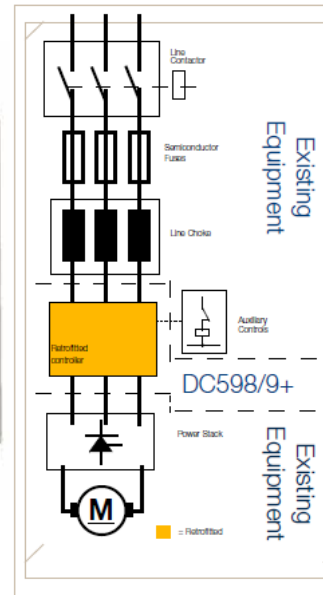 Line
Contactor
Semiconductor
Fuses
Existing
Equipment
Line Choke
Retrofitted
controller
Auxiliary
Controls
DC598/9+
Power Stack
Existing
Equipment
M
= Retrofitted